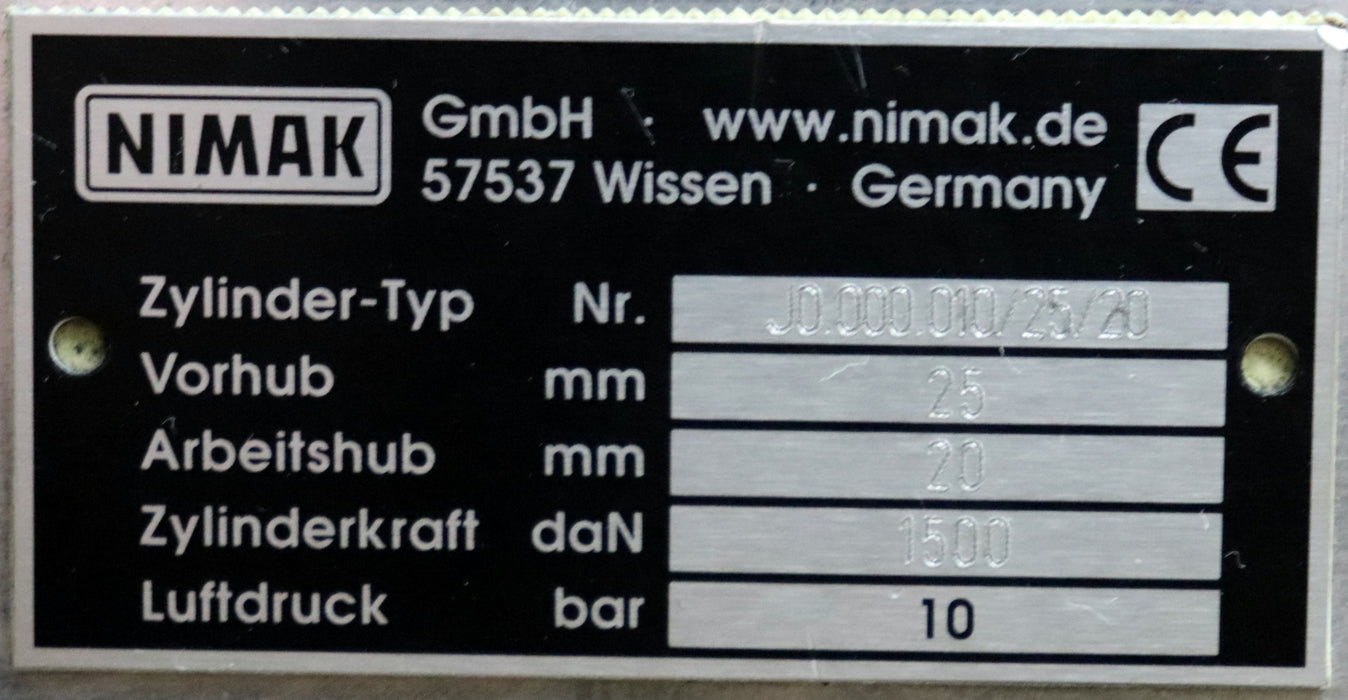 NIMAK GmbH · www.nimak.de CE
57537 Wissen · Germany
Zylinder-Typ Nr. J0.000.010/25/20
Vorhub mm 25
Arbeitshub mm 20
Zylinderkraft daN 1500
Luftdruck bar 10